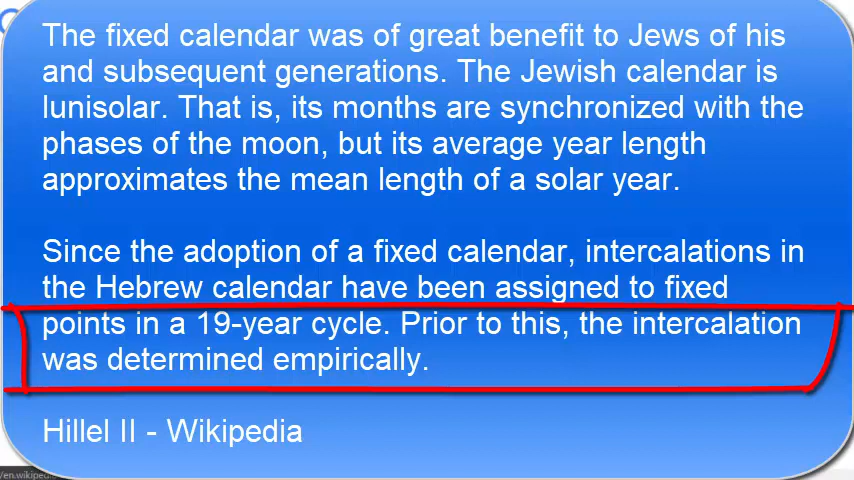 The fixed calendar was of great benefit to Jews of his
and subsequent generations. The Jewish calendar is
lunisolar. That is, its months are synchronized with the
phases of the moon, but its average year length
approximates the mean length of a solar year.
Since the adoption of a fixed calendar, intercalations in
the Hebrew calendar have been assigned to fixed
points in a 19-year cycle. Prior to this, the intercalation
was determined empirically.
Hillel II - Wikipedia
/en.wikiped